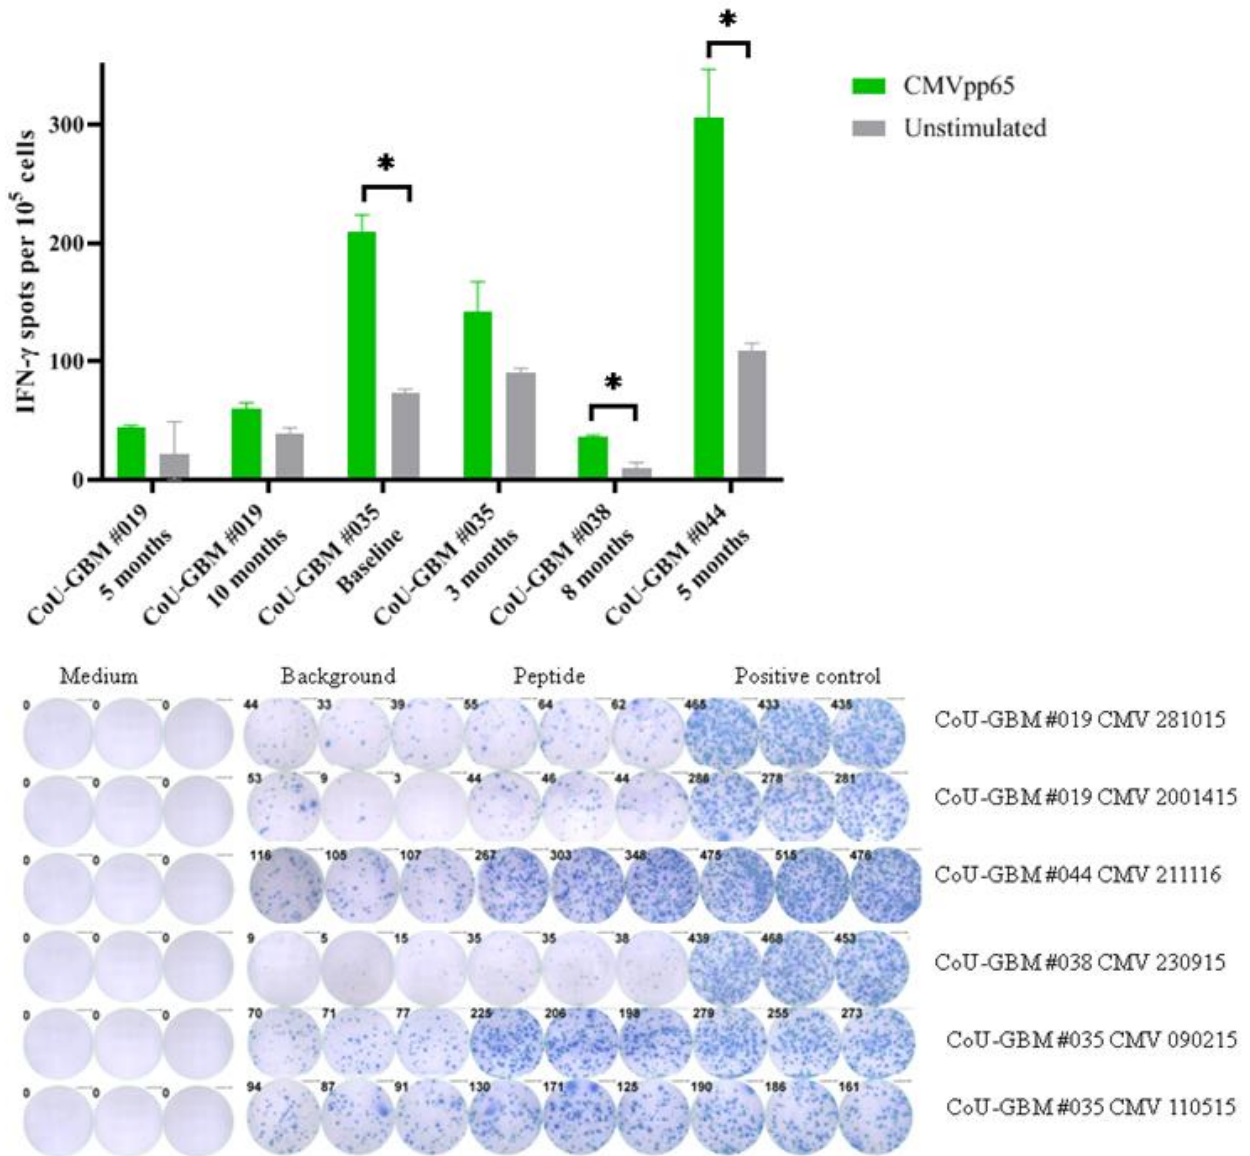 *
CMVpp65
Unstimulated
*
*
IFN-γ spots per 10⁵ cells
300
200
100
0
CoU-GBM #019
5 months
CoU-GBM #019
10 months
CoU-GBM #035
Baseline
CoU-GBM #035
3 months
CoU-GBM #038
8 months
CoU-GBM #044
5 months
Medium Background Peptide Positive control
0 0 0 44 33 39 55 64 62 465 433 435 CoU-GBM #019 CMV 281015
0 0 0 53 9 3 44 46 44 286 278 281 CoU-GBM #019 CMV 2001415
0 0 0 116 105 107 267 303 348 475 515 476 CoU-GBM #044 CMV 211116
0 0 0 9 5 15 35 35 38 439 468 453 CoU-GBM #038 CMV 230915
0 0 0 70 71 77 225 206 198 279 255 273 CoU-GBM #035 CMV 090215
0 0 0 94 87 91 130 171 125 190 186 161 CoU-GBM #035 CMV 110515